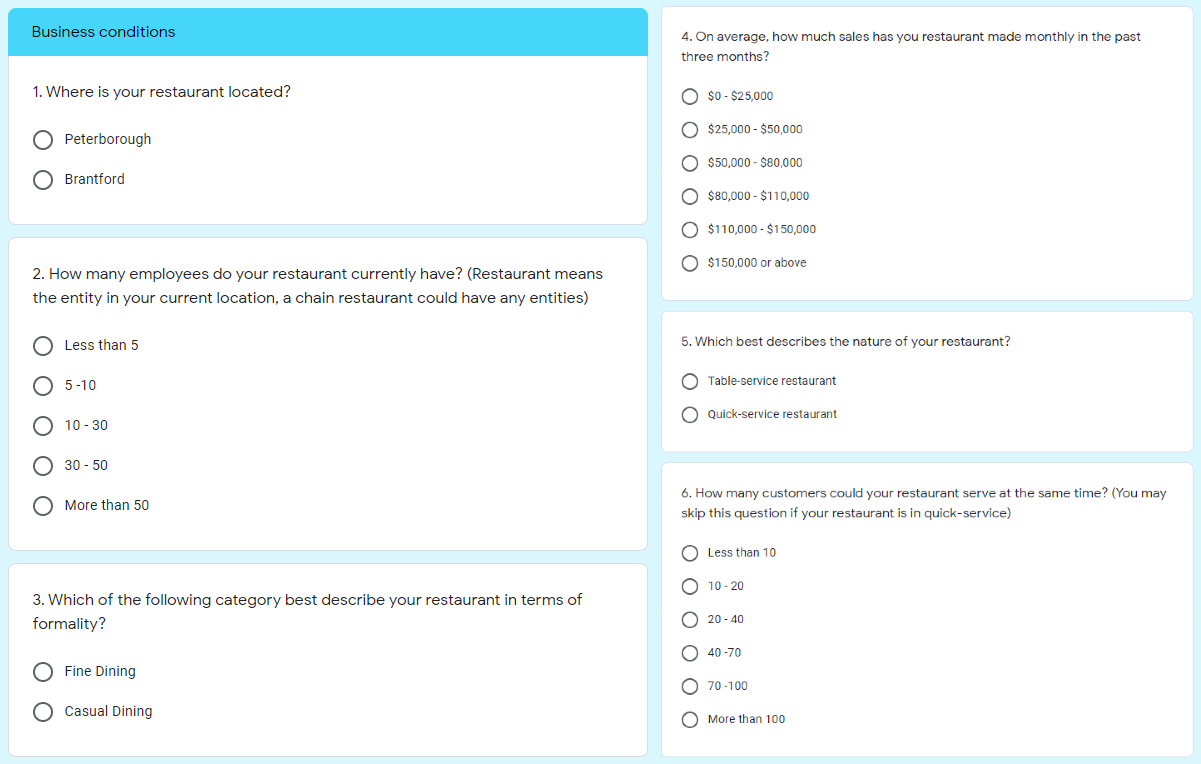 Business conditions
1. Where is your restaurant located?
Peterborough
Brantford
2. How many employees do your restaurant currently have? (Restaurant means
the entity in your current location, a chain restaurant could have any entities)
Less than 5
5 -10
10 - 30
30 - 50
More than 50
3. Which of the following category best describe your restaurant in terms of
formality?
Fine Dining
Casual Dining
4. On average, how much sales has you restaurant made monthly in the past
three months?
$0 - $25,000
$25,000 - $50,000
$50,000 - $80,000
$80,000 - $110,000
$110,000 - $150,000
$150,000 or above
5. Which best describes the nature of your restaurant?
Table-service restaurant
Quick-service restaurant
6. How many customers could your restaurant serve at the same time? (You may
skip this question if your restaurant is in quick-service)
Less than 10
10 - 20
20 - 40
40 -70
70 -100
More than 100